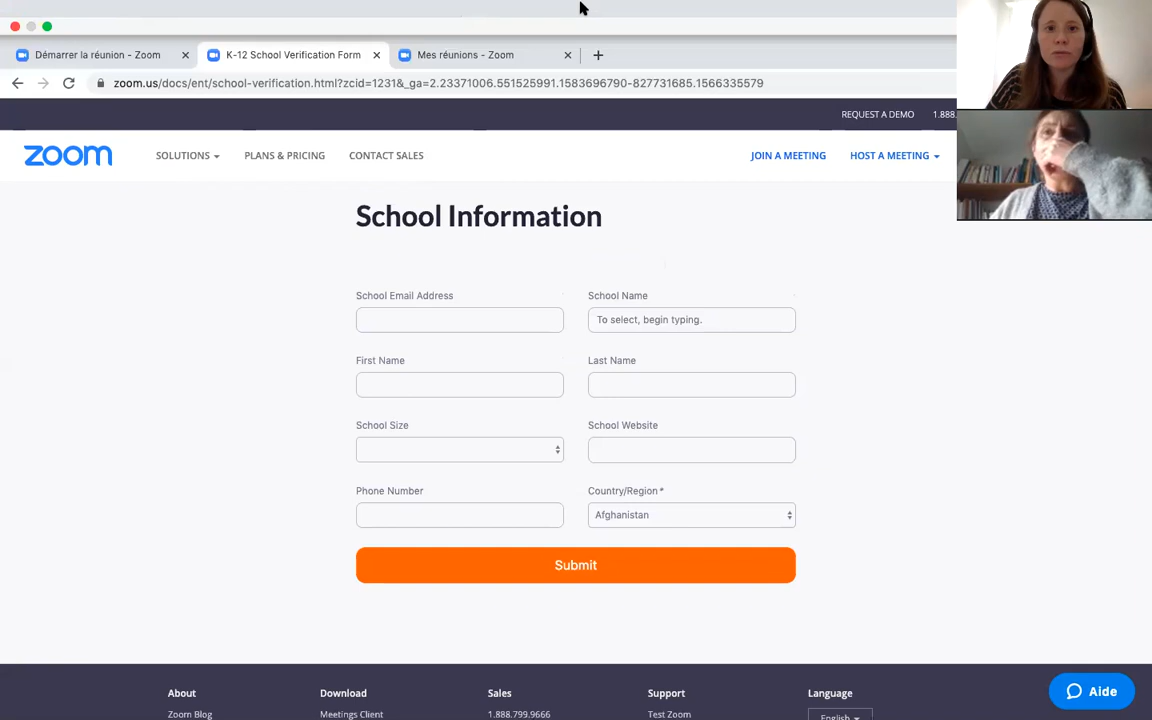 Démarrer la réunion - Zoom
K-12 School Verification Form
Mes réunions - Zoom
zoom.us/docs/ent/school-verification.html?zcid=1231&_ga=2.23371006.551525991.1583696790-827731685.1566335579
REQUEST A DEMO 1.888.
zoom
SOLUTIONS PLANS & PRICING CONTACT SALES JOIN A MEETING HOST A MEETING
School Information
School Email Address School Name
To select, begin typing.
First Name Last Name
School Size School Website
Phone Number Country/Region*
Afghanistan
Submit
Aide
About Download Sales Support Language
Zoom Blog Meetings Client 1.888.799.9666 Test Zoom English